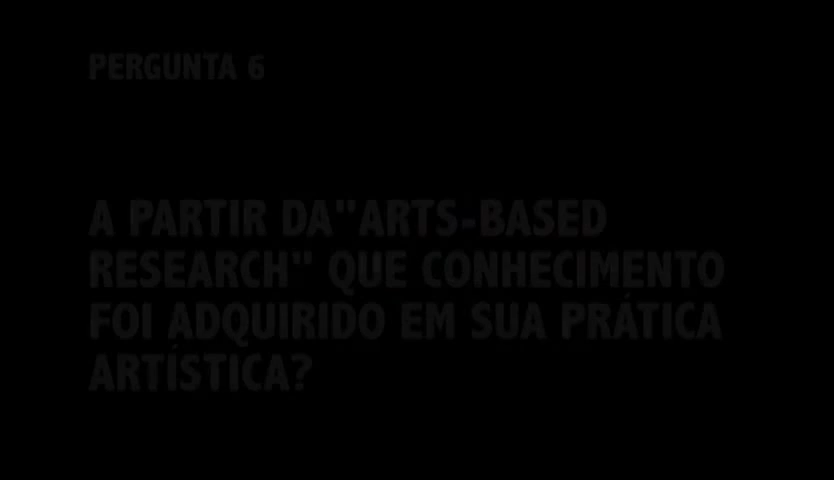 PERGUNTA 6
A PARTIR DA"ARTS-BASED
RESEARCH" QUE CONHECIMENTO
FOI ADQUIRIDO EM SUA PRÁTICA
ARTÍSTICA?